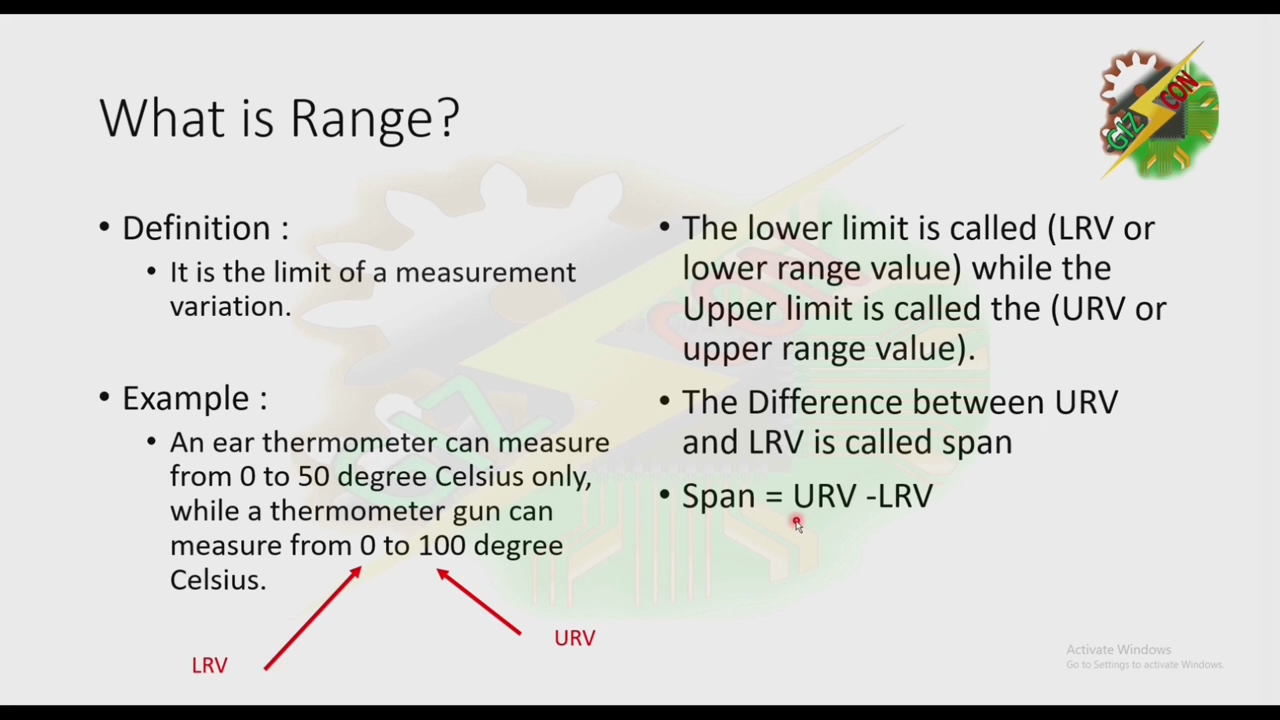 What is Range?
GIZ
CON
• Definition :
• It is the limit of a measurement
variation.
• Example :
• An ear thermometer can measure
from 0 to 50 degree Celsius only,
while a thermometer gun can
measure from 0 to 100 degree
Celsius.
LRV
URV
• The lower limit is called (LRV or
lower range value) while the
Upper limit is called the (URV or
upper range value).
• The Difference between URV
and LRV is called span
• Span = URV -LRV
Activate Windows
Go to Settings to activate Windows.